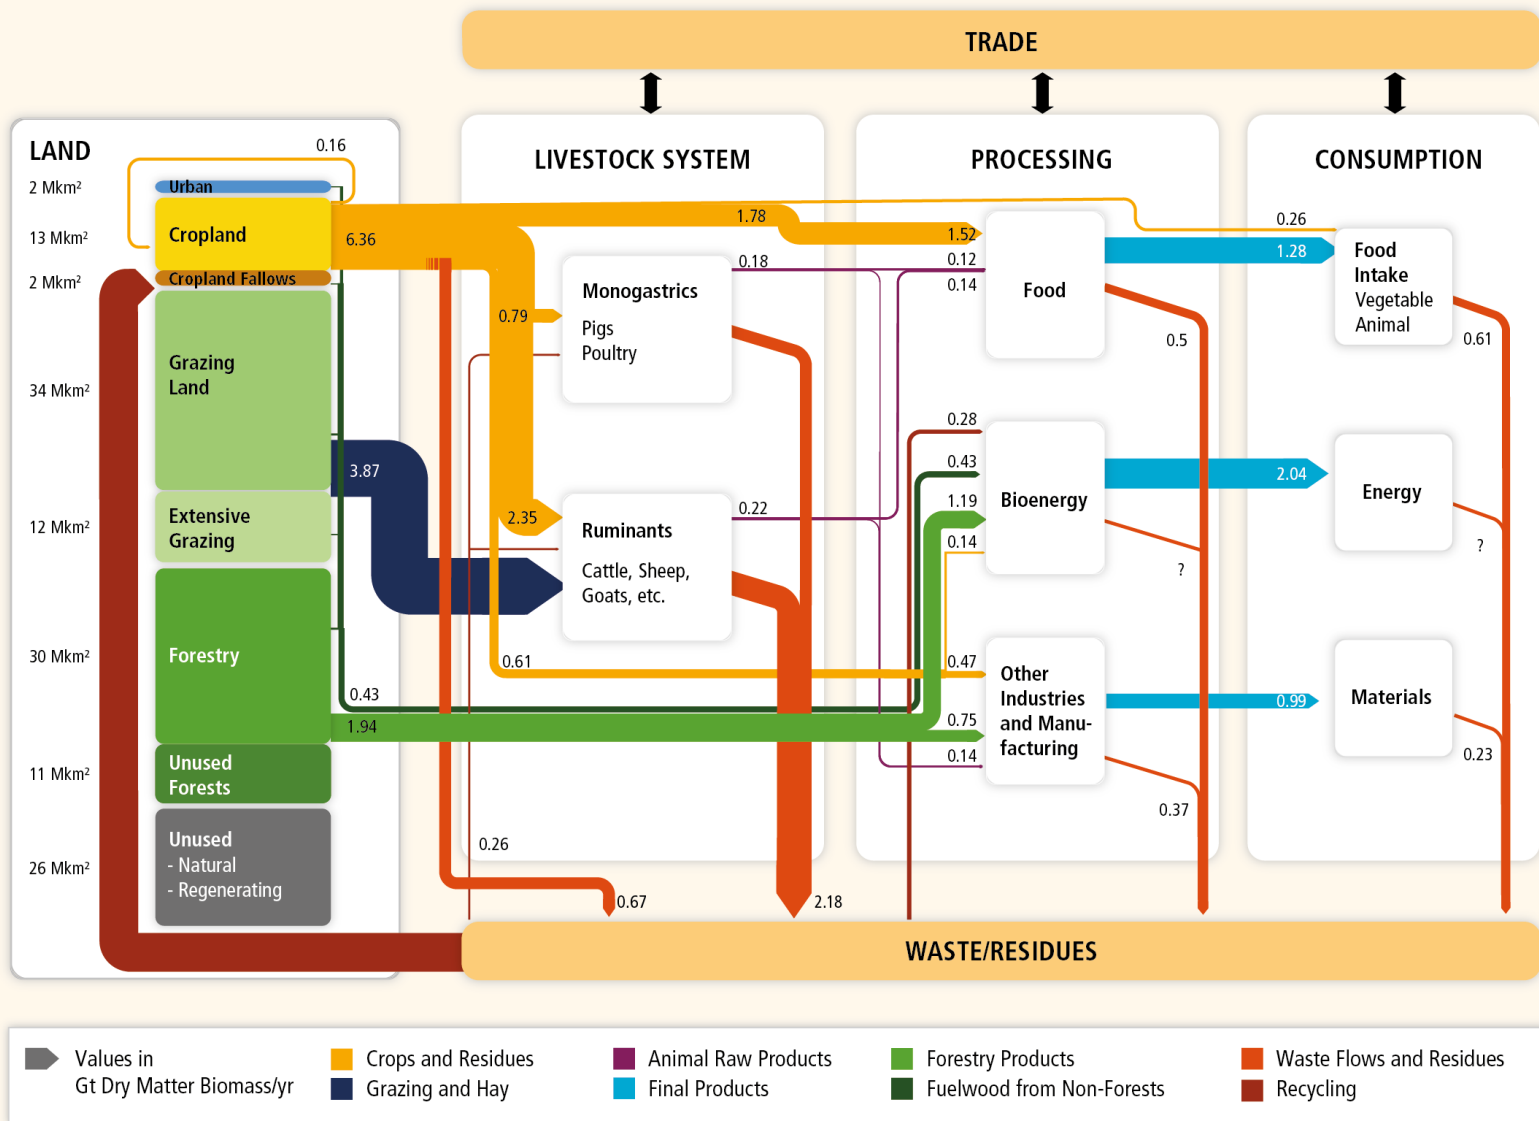 TRADE
LAND
0.16
2 Mkm²
Urban
13 Mkm²
Cropland
6.36
2 Mkm²
Cropland Fallows
34 Mkm²
Grazing
Land
3.87
12 Mkm²
Extensive
Grazing
30 Mkm²
Forestry
0.43
1.94
11 Mkm²
Unused
Forests
26 Mkm²
Unused
- Natural
- Regenerating
LIVESTOCK SYSTEM
1.78
0.18
0.79
Monogastrics
Pigs
Poultry
2.35
0.22
Ruminants
Cattle, Sheep,
Goats, etc.
0.61
0.26
0.67
2.18
PROCESSING
1.52
0.12
0.14
Food
0.5
0.28
0.43
1.19
0.14
Bioenergy
?
0.47
0.75
0.14
Other
Industries
and Manu-
facturing
0.37
CONSUMPTION
0.26
1.28
Food
Intake
Vegetable
Animal
0.61
2.04
Energy
?
0.99
Materials
0.23
WASTE/RESIDUES
Values in
Gt Dry Matter Biomass/yr
Crops and Residues
Grazing and Hay
Animal Raw Products
Final Products
Forestry Products
Fuelwood from Non-Forests
Waste Flows and Residues
Recycling